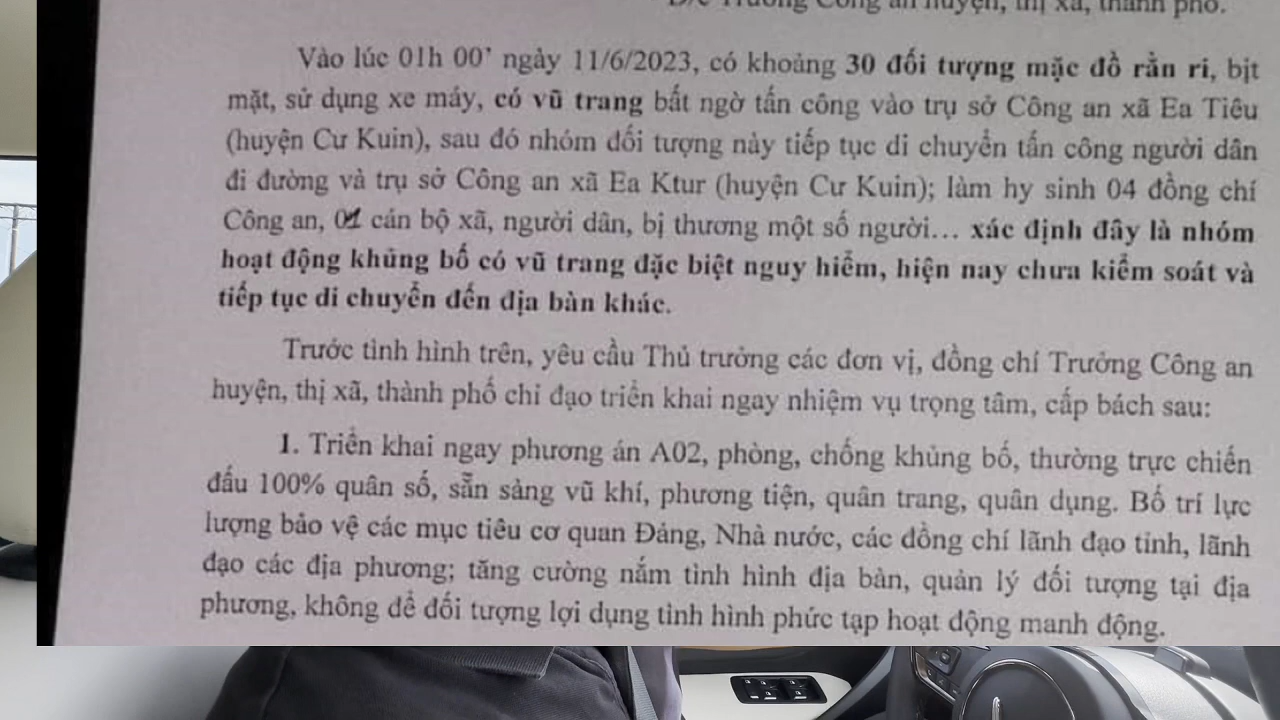 Đ/c Trưởng Công an huyện, thị xã, thành phố.
Vào lúc 01h 00’ ngày 11/6/2023, có khoảng 30 đối tượng mặc đồ rằn ri, bịt
mặt, sử dụng xe máy, có vũ trang bất ngờ tấn công vào trụ sở Công an xã Ea Tiêu
(huyện Cư Kuin), sau đó nhóm đối tượng này tiếp tục di chuyển tấn công người dân
đi đường và trụ sở Công an xã Ea Ktur (huyện Cư Kuin); làm hy sinh 04 đồng chí
Công an, 01 cán bộ xã, người dân, bị thương một số người… xác định đây là nhóm
hoạt động khủng bố có vũ trang đặc biệt nguy hiểm, hiện nay chưa kiểm soát và
tiếp tục di chuyển đến địa bàn khác.
Trước tình hình trên, yêu cầu Thủ trưởng các đơn vị, đồng chí Trưởng Công an
huyện, thị xã, thành phố chỉ đạo triển khai ngay nhiệm vụ trọng tâm, cấp bách sau:
1. Triển khai ngay phương án A02, phòng, chống khủng bố, thường trực chiến
đấu 100% quân số, sẵn sàng vũ khí, phương tiện, quân trang, quân dụng. Bố trí lực
lượng bảo vệ các mục tiêu cơ quan Đảng, Nhà nước, các đồng chí lãnh đạo tỉnh, lãnh
đạo các địa phương; tăng cường nắm tình hình địa bàn, quản lý đối tượng tại địa
phương, không để đối tượng lợi dụng tình hình phức tạp hoạt động manh động.